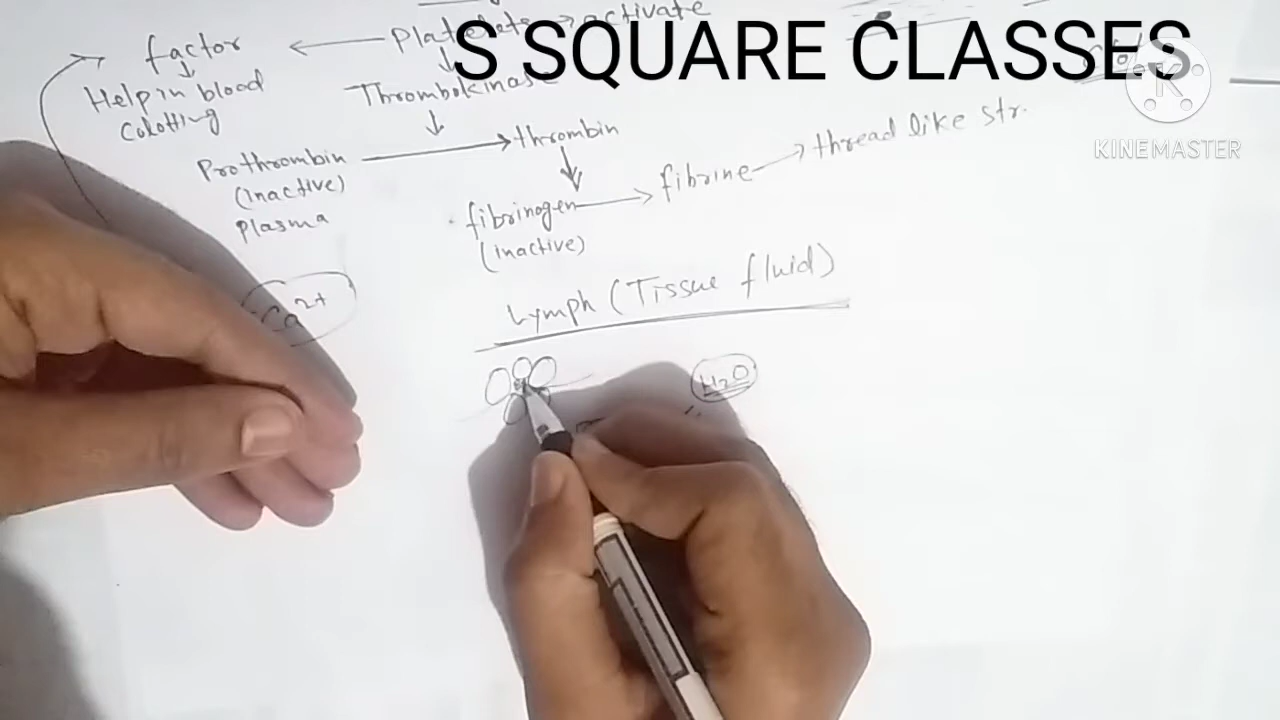 S SQUARE CLASSES
KINEMASTER
factor ← Platelets → activate
Help in blood
Colotting
Thrombokinase
Prothrombin → thrombin
(inactive)
plasma
fibrinogen → fibrine → thread like str.
(inactive)
Ca2+
Lymph (Tissue fluid)
H2O